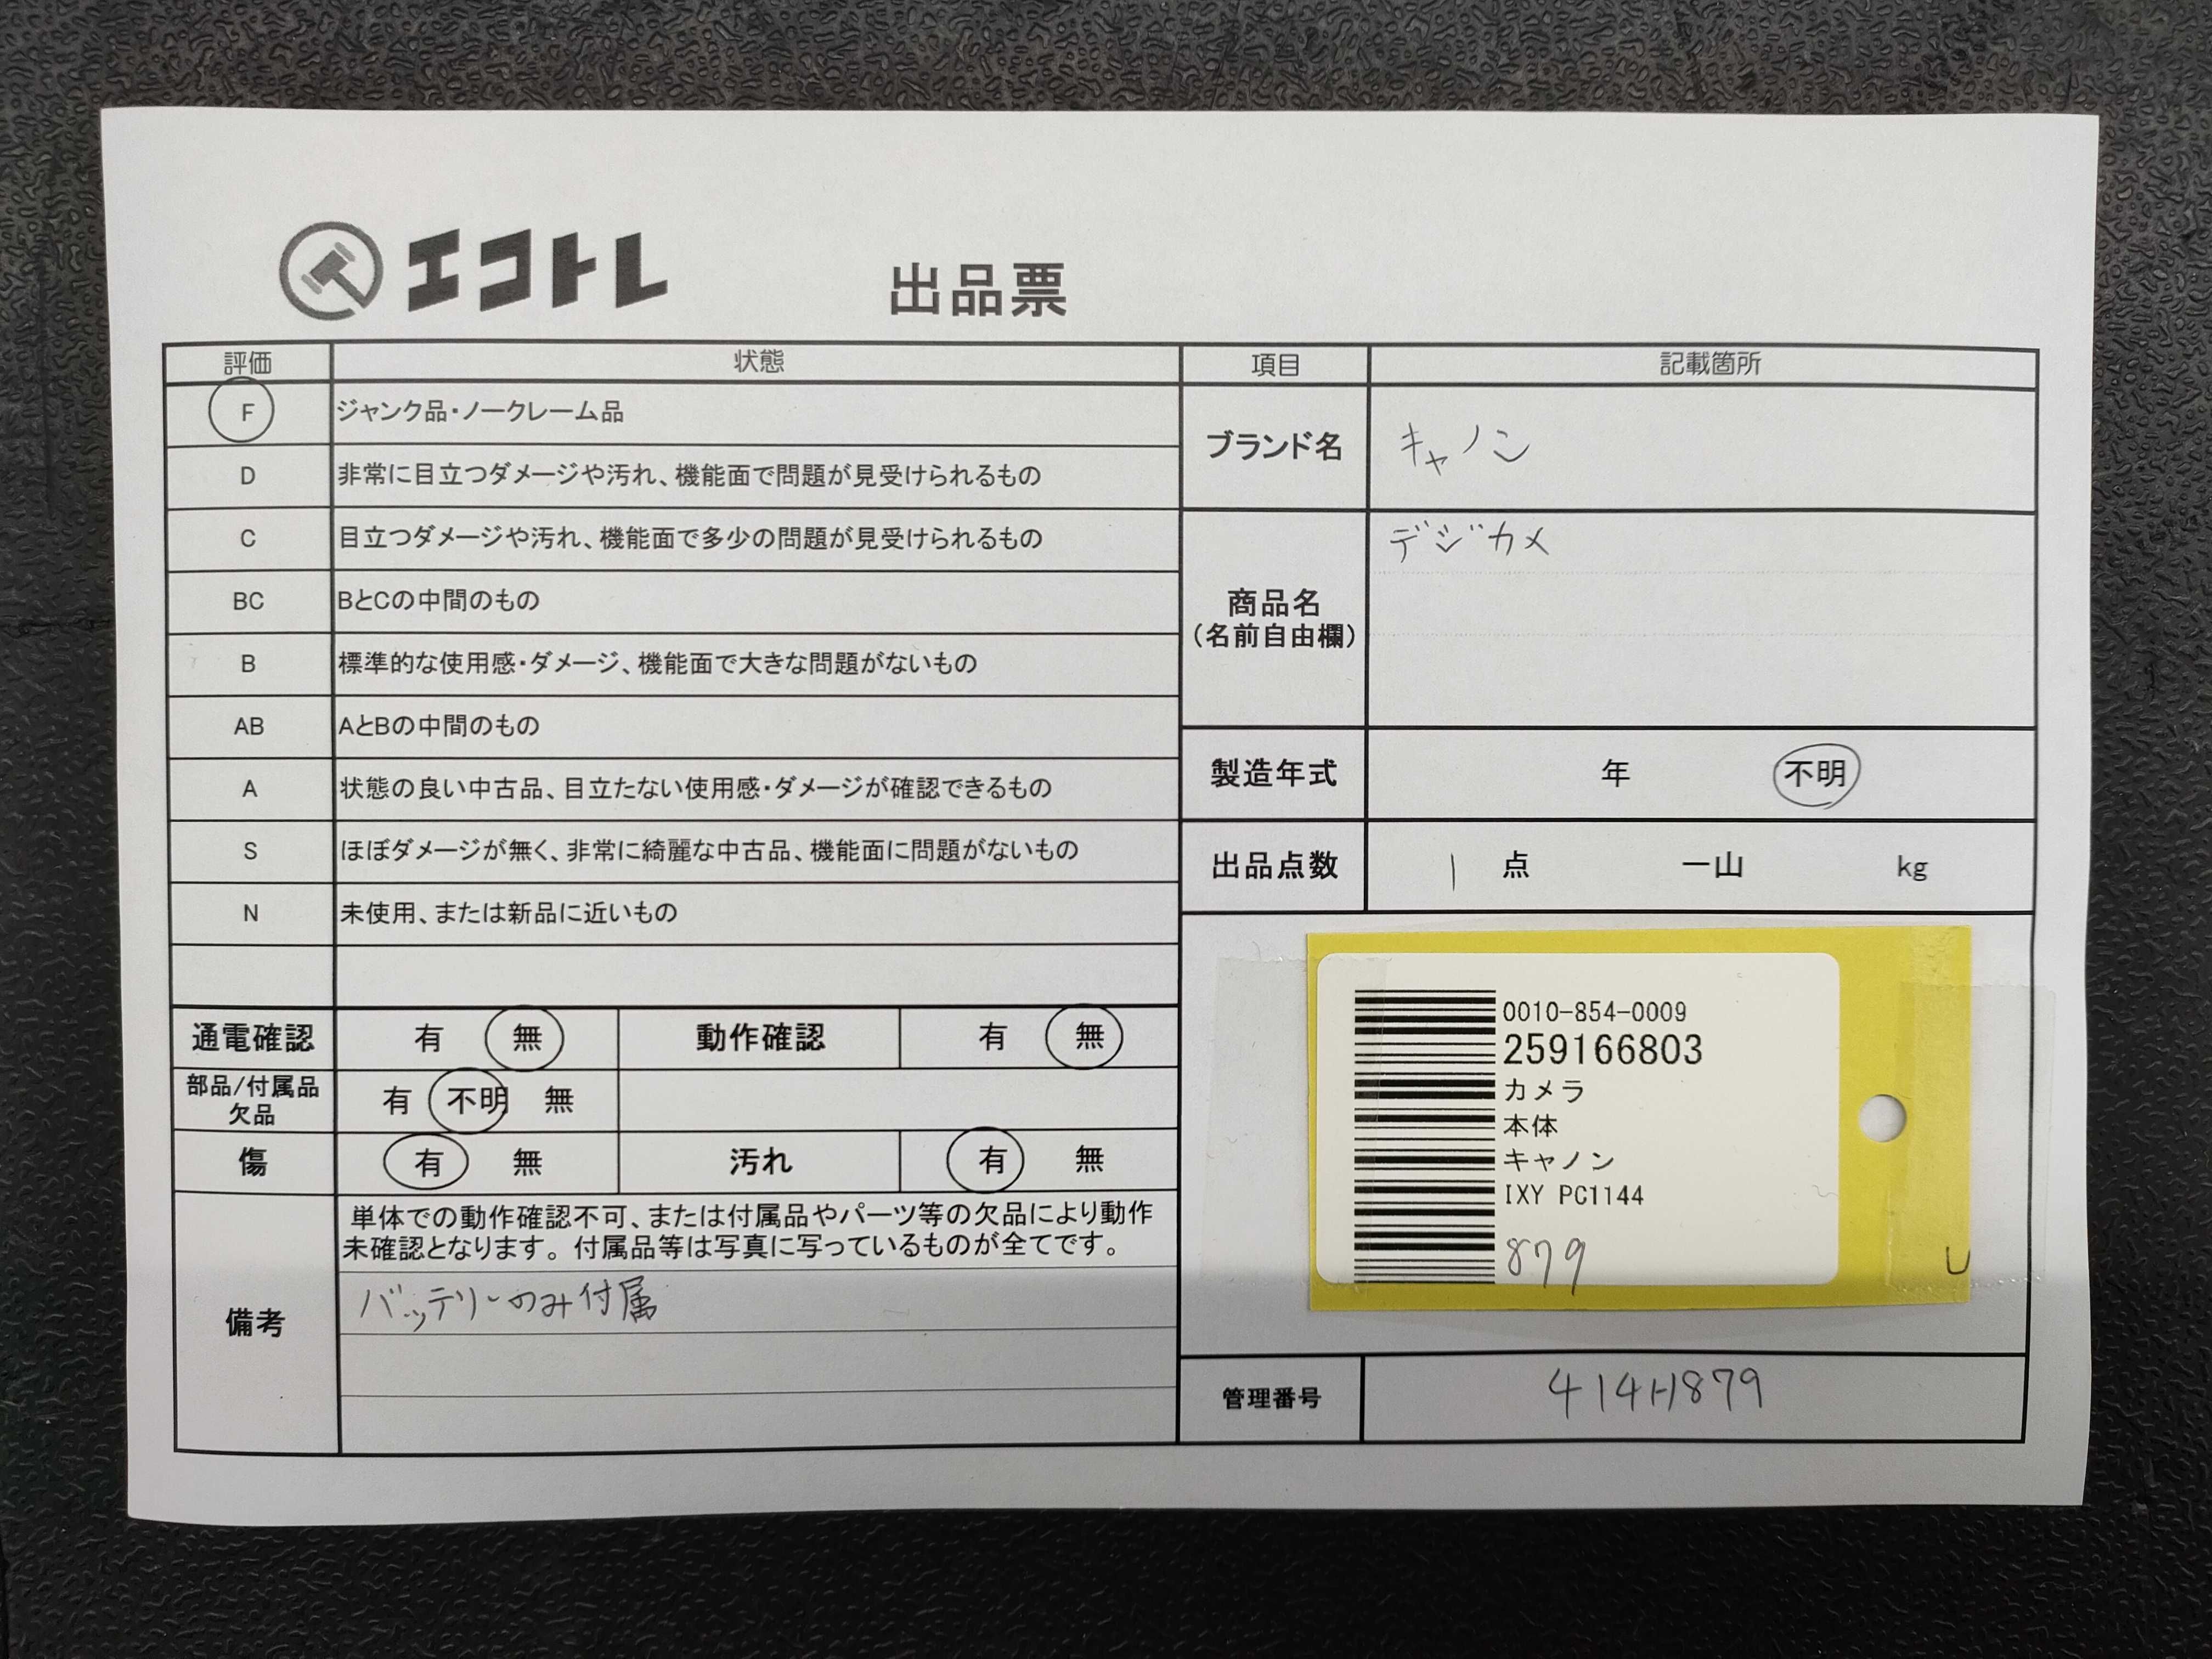 エコトレ
出品票
評価 状態
F ジャンク品・ノークレーム品
D 非常に目立つダメージや汚れ、機能面で問題が見受けられるもの
C 目立つダメージや汚れ、機能面で多少の問題が見受けられるもの
BC BとCの中間のもの
B 標準的な使用感・ダメージ、機能面で大きな問題がないもの
AB AとBの中間のもの
A 状態の良い中古品、目立たない使用感・ダメージが確認できるもの
S ほぼダメージが無く、非常に綺麗な中古品、機能面に問題がないもの
N 未使用、または新品に近いもの
通電確認 有 無 動作確認 有 無
部品/付属品
欠品
有 不明 無
傷 有 無 汚れ 有 無
備考
単体での動作確認不可、または付属品やパーツ等の欠品により動作
未確認となります。付属品等は写真に写っているものが全てです。
バッテリーのみ付属
項目 記載箇所
ブランド名 キャノン
商品名
(名前自由欄)
デジカメ
製造年式 年 不明
出品点数 1 点 一山 kg
0010-854-0009
259166803
カメラ
本体
キャノン
IXY PC1144
879
U
管理番号 414H879